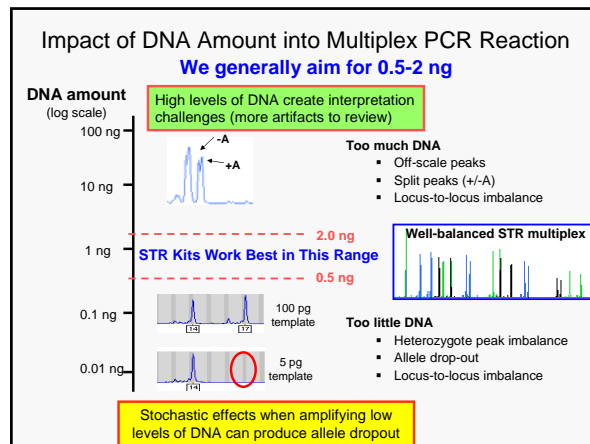 Impact of DNA Amount into Multiplex PCR Reaction
We generally aim for 0.5-2 ng
DNA amount
(log scale)
High levels of DNA create interpretation
challenges (more artifacts to review)
100 ng
-A
+A
10 ng
Too much DNA
▪ Off-scale peaks
▪ Split peaks (+/-A)
▪ Locus-to-locus imbalance
2.0 ng
Well-balanced STR multiplex
1 ng
STR Kits Work Best in This Range
0.5 ng
0.1 ng
14
17
100 pg
template
Too little DNA
▪ Heterozygote peak imbalance
▪ Allele drop-out
▪ Locus-to-locus imbalance
0.01 ng
14
5 pg
template
Stochastic effects when amplifying low
levels of DNA can produce allele dropout